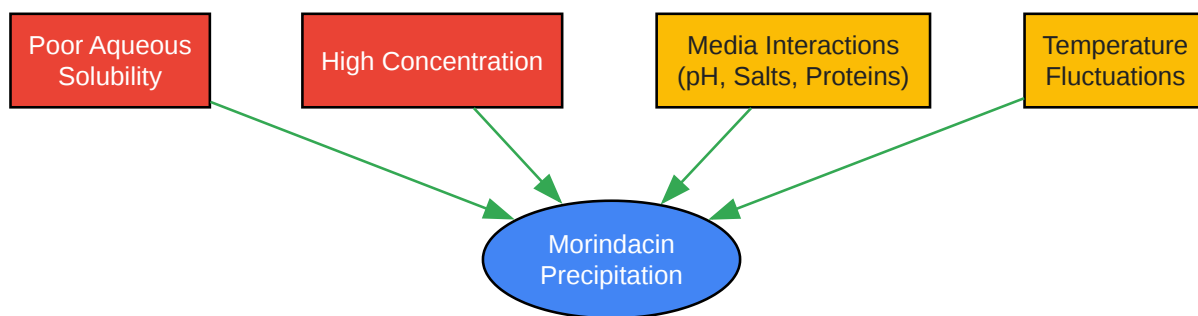 Poor Aqueous
Solubility
High Concentration
Media Interactions
(pH, Salts, Proteins)
Temperature
Fluctuations
Morindacin
Precipitation